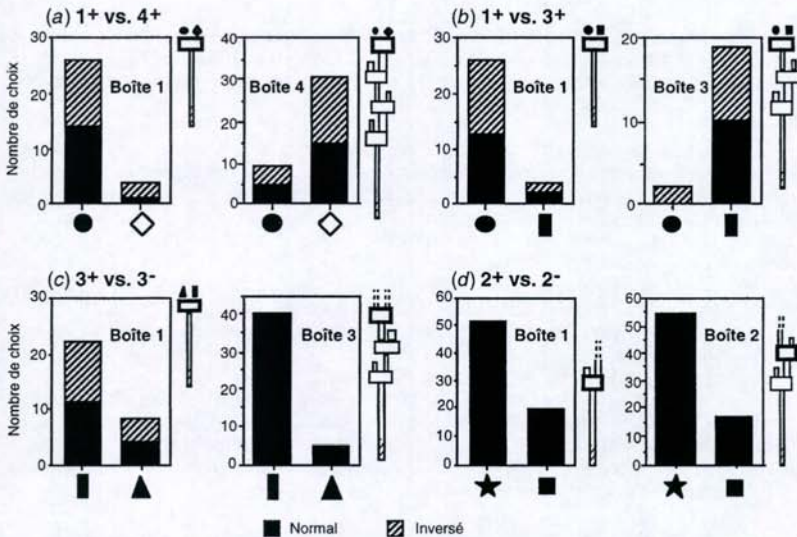 (a) 1+ vs. 4+
Nombre de choix
30
20
10
0
Boîte 1
40
30
20
10
0
Boîte 4
(b) 1+ vs. 3+
30
20
10
0
Boîte 1
20
10
0
Boîte 3
(c) 3+ vs. 3-
Nombre de choix
30
20
10
0
Boîte 1
40
30
20
10
0
Boîte 3
(d) 2+ vs. 2-
60
50
40
30
20
10
0
Boîte 1
60
50
40
30
20
10
0
Boîte 2
Normal Inversé